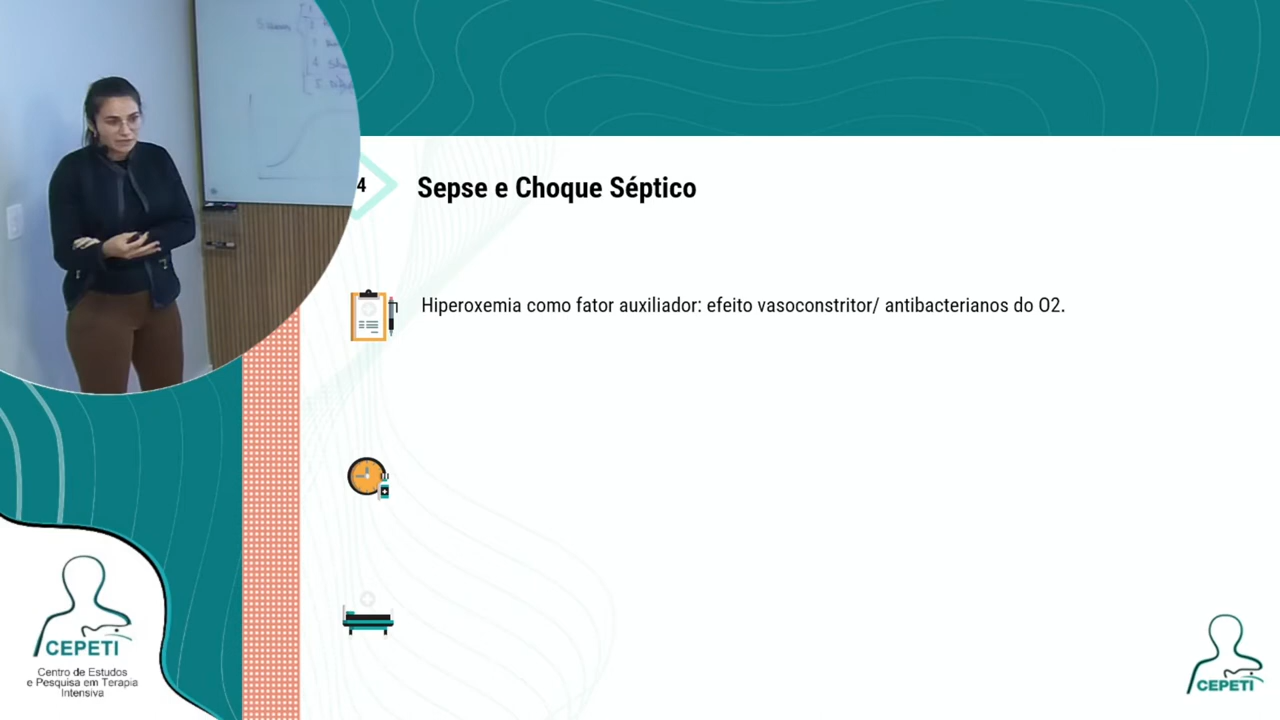 4
Sepse e Choque Séptico
Hiperoxemia como fator auxiliador: efeito vasoconstritor/ antibacterianos do O2.
CEPETI
Centro de Estudos
e Pesquisa em Terapia
Intensiva
CEPETI